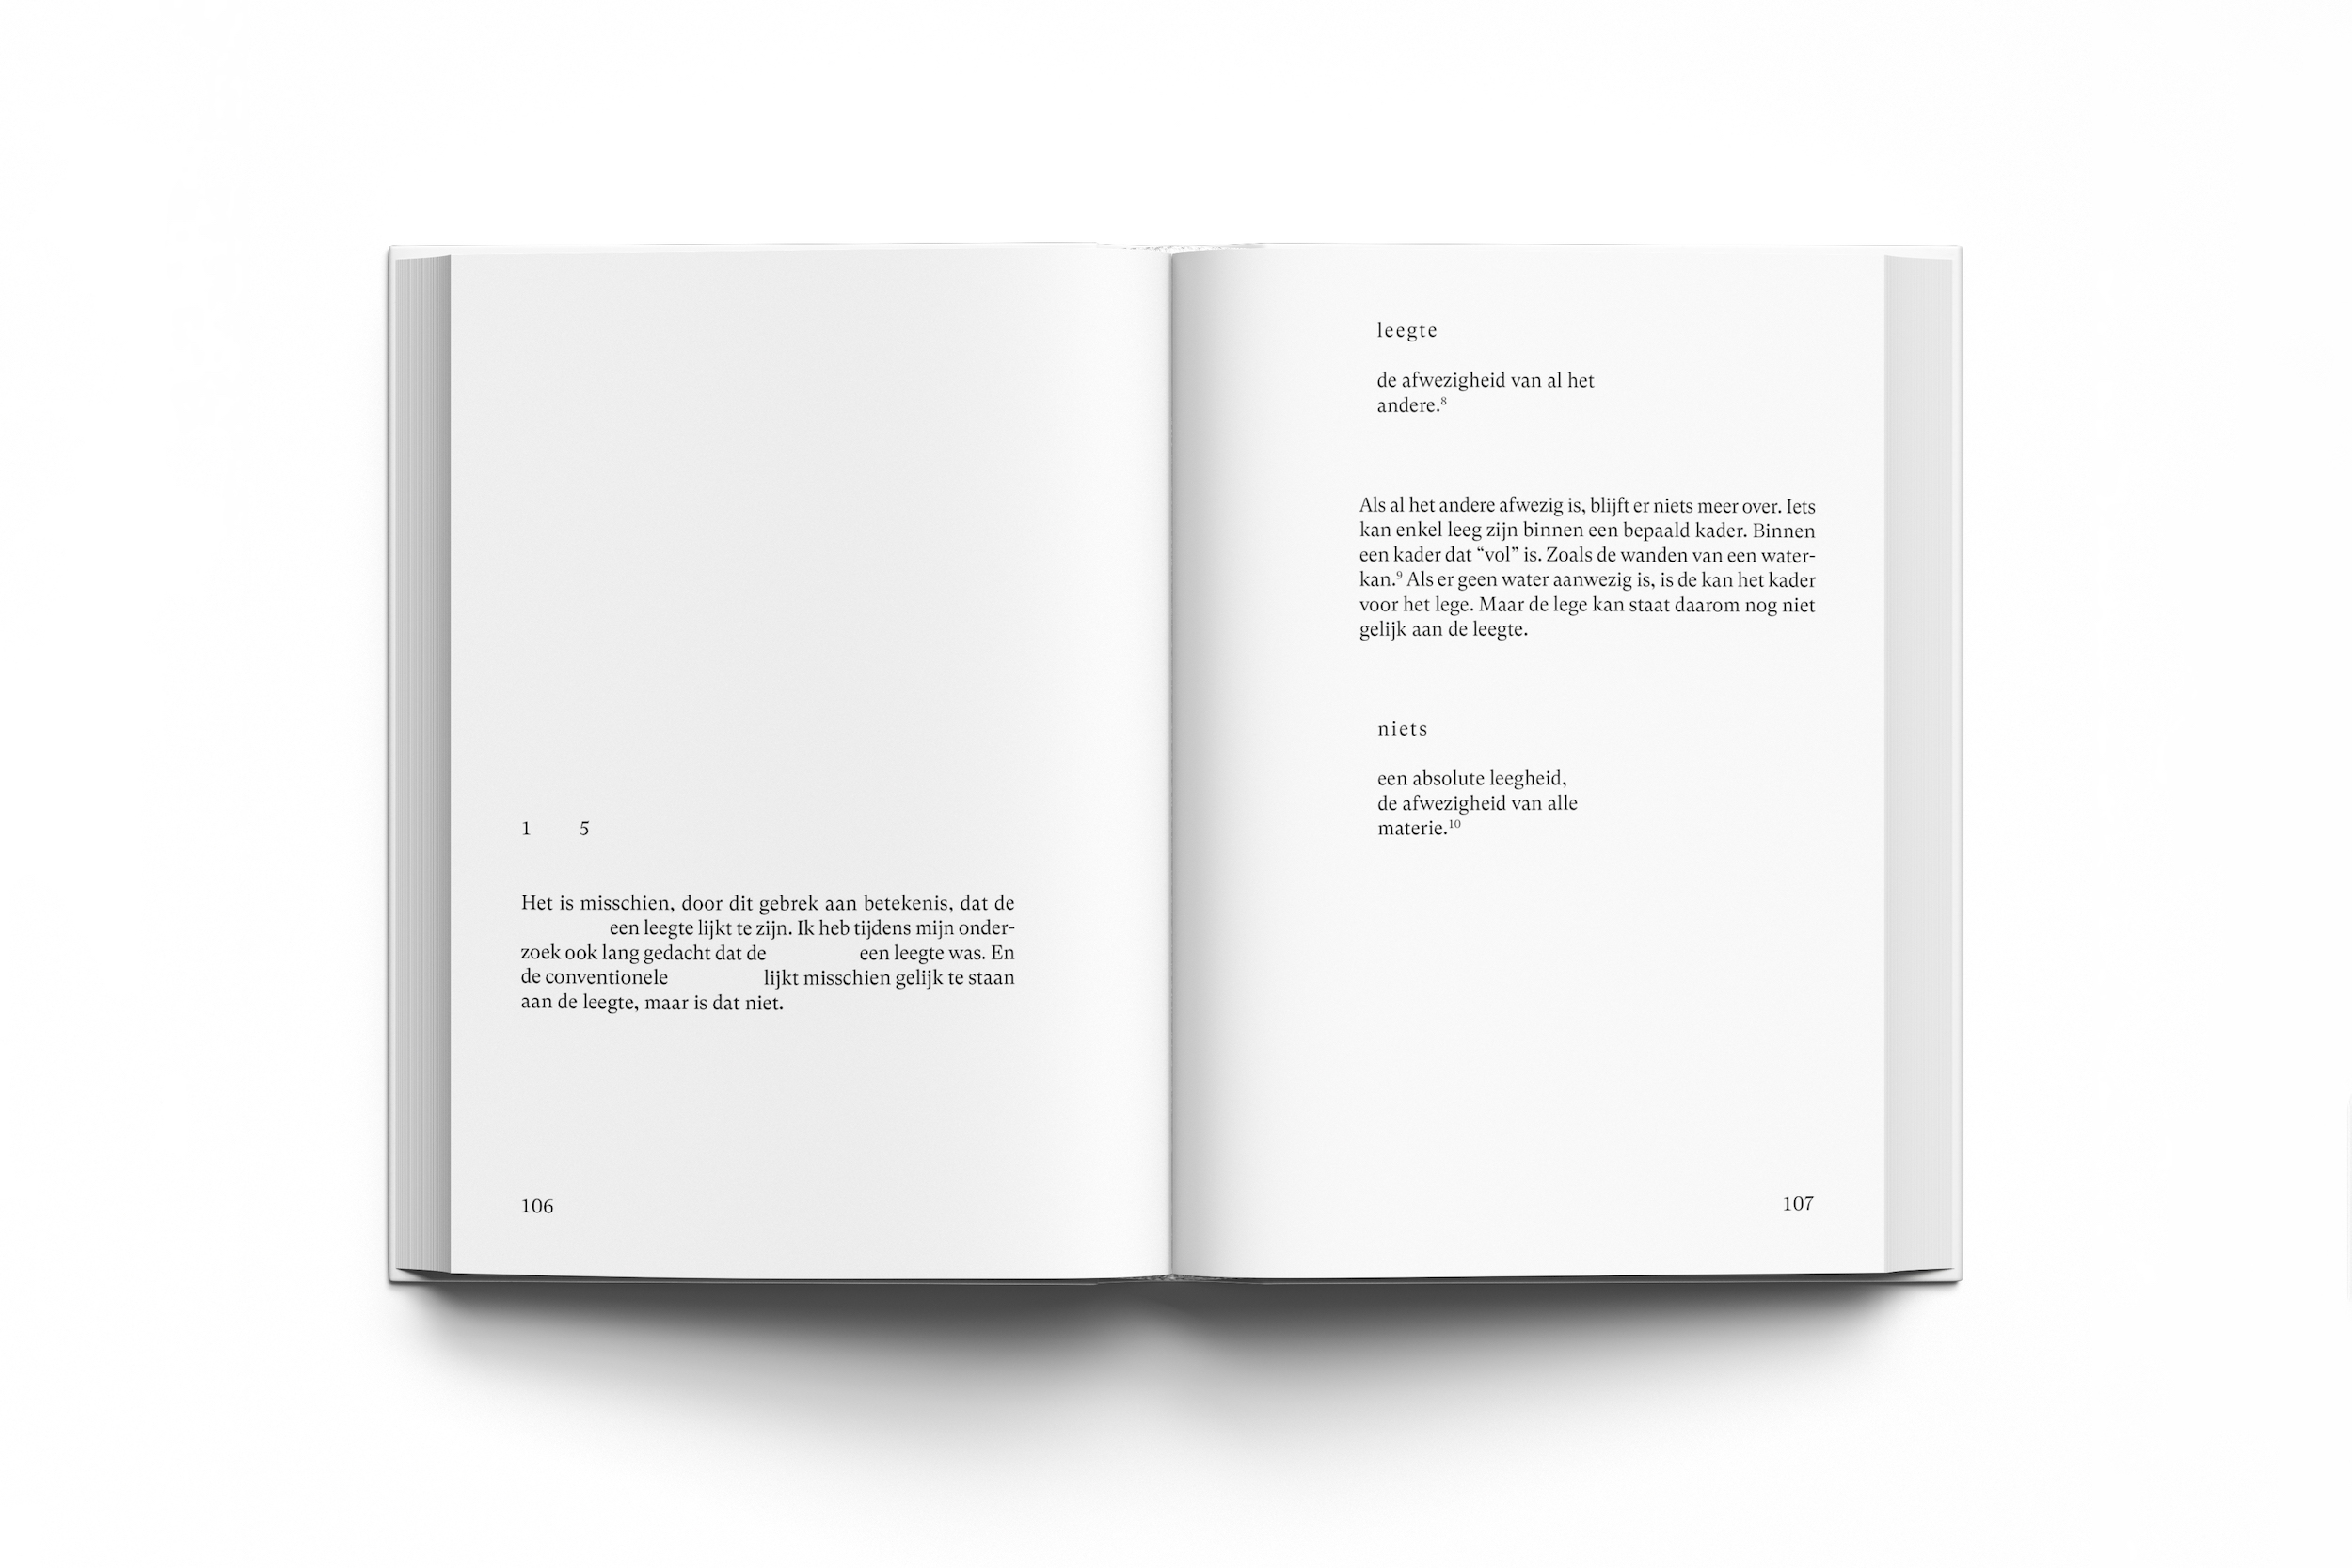 1 5
Het is misschien, door dit gebrek aan betekenis, dat de
een leegte lijkt te zijn. Ik heb tijdens mijn onder-
zoek ook lang gedacht dat de een leegte was. En
de conventionele lijkt misschien gelijk te staan
aan de leegte, maar is dat niet.
106
leegte
de afwezigheid van al het
andere.⁸
Als al het andere afwezig is, blijft er niets meer over. Iets
kan enkel leeg zijn binnen een bepaald kader. Binnen
een kader dat “vol” is. Zoals de wanden van een water-
kan.⁹ Als er geen water aanwezig is, is de kan het kader
voor het lege. Maar de lege kan staat daarom nog niet
gelijk aan de leegte.
niets
een absolute leegheid,
de afwezigheid van alle
materie.¹⁰
107